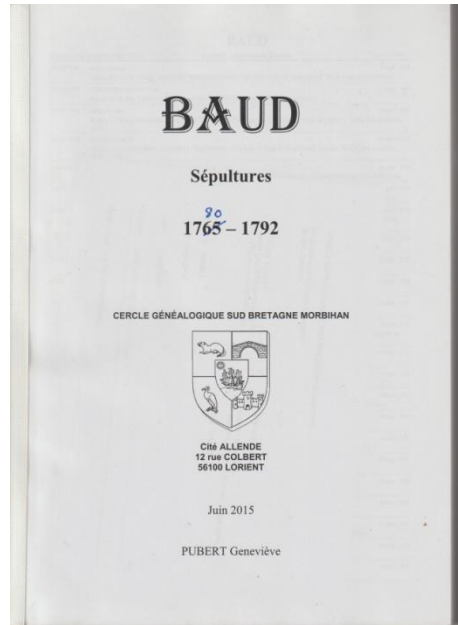 BAUD
Sépultures
80
1765 – 1792
CERCLE GÉNÉALOGIQUE SUD BRETAGNE MORBIHAN
Cité ALLENDE
12 rue COLBERT
56100 LORIENT
Juin 2015
PUBERT Geneviève